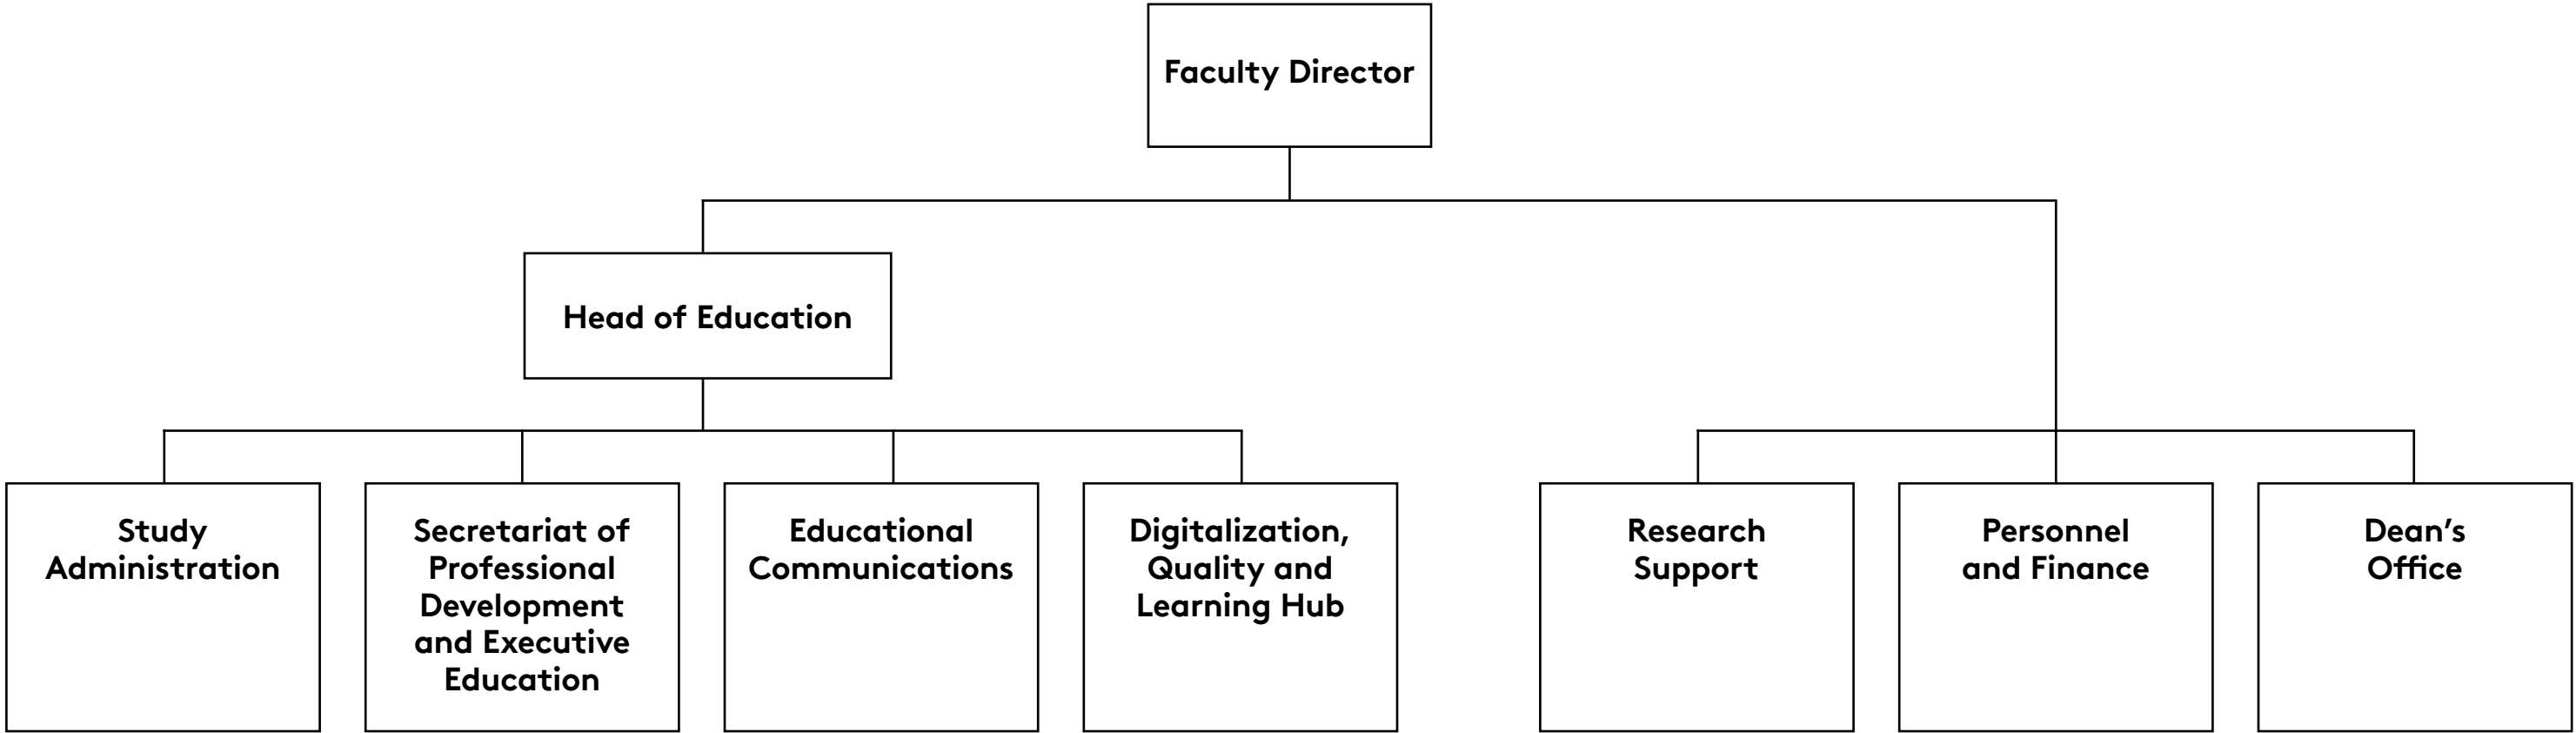 Faculty Director
Head of Education
Study
Administration
Secretariat of
Professional
Development
and Executive
Education
Educational
Communications
Digitalization,
Quality and
Learning Hub
Research
Support
Personnel
and Finance
Dean’s
Office